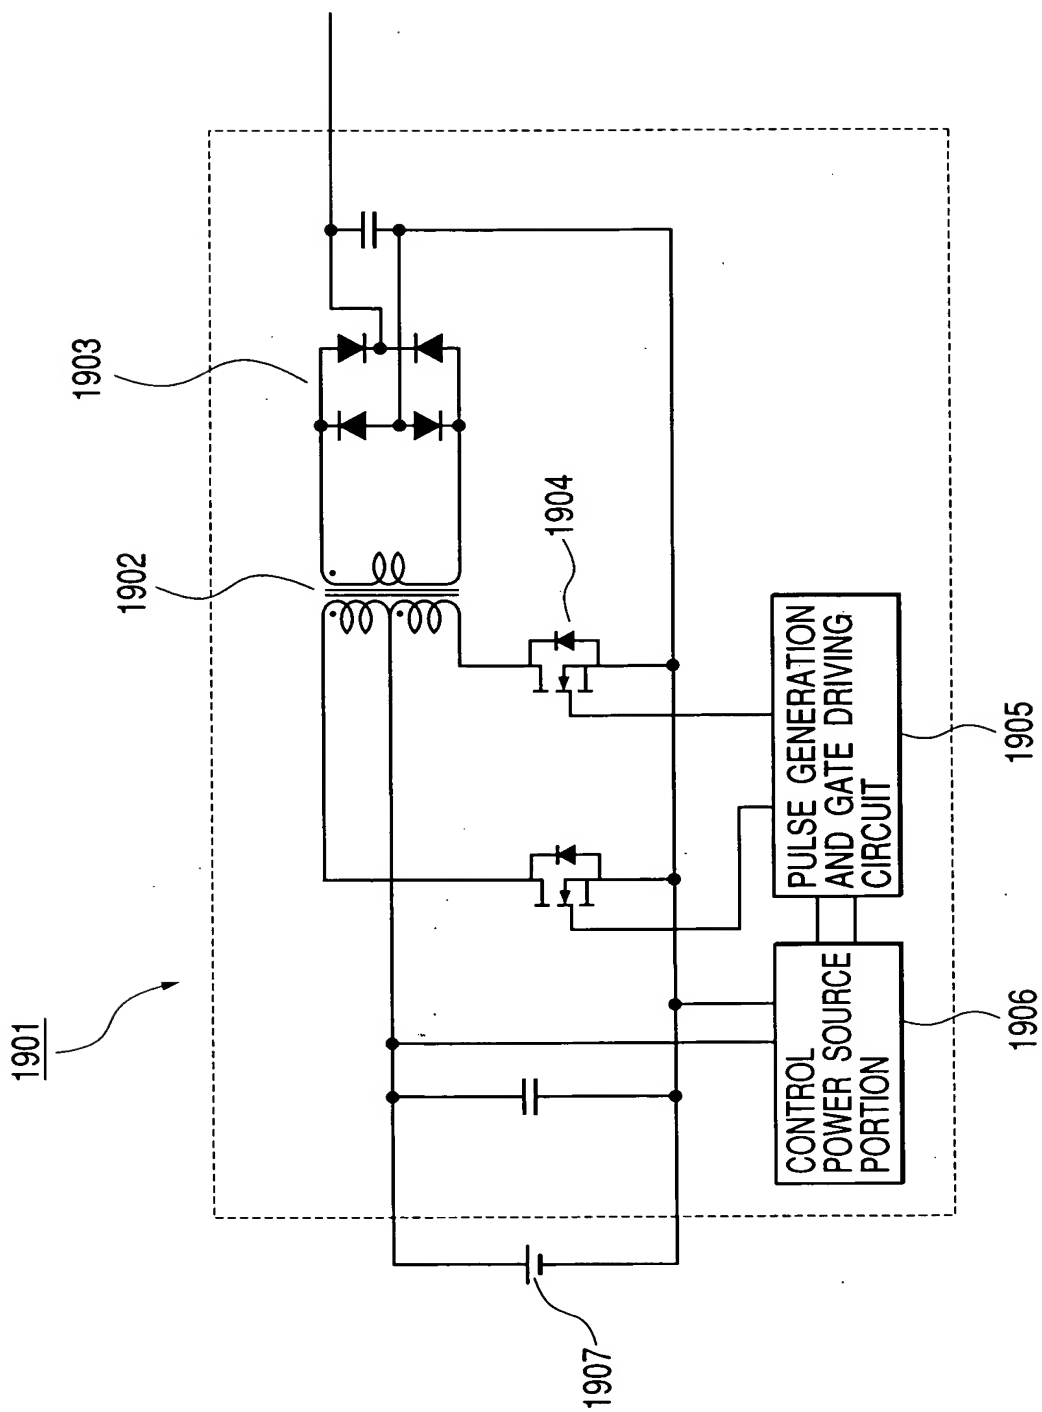 1901
1902
1903
1904
PULSE GENERATION
AND GATE DRIVING
CIRCUIT
1905
CONTROL
POWER SOURCE
PORTION
1906
1907